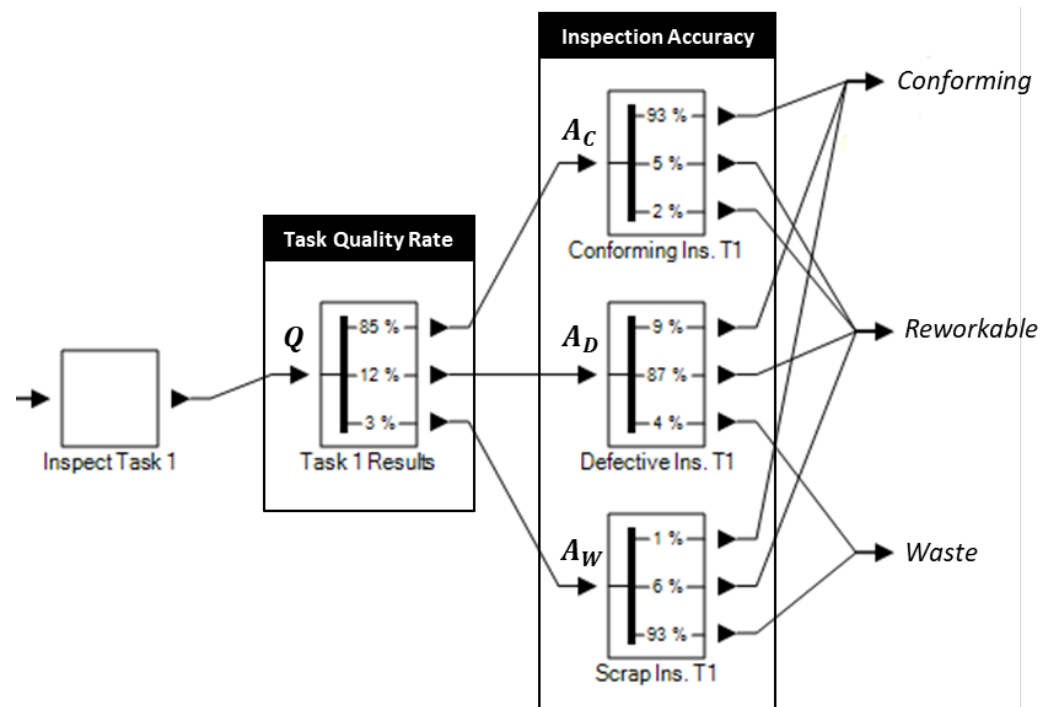 Inspection Accuracy
Conforming
93 %
A_C
5 %
2 %
Conforming Ins. T1
Task Quality Rate
Reworkable
85 %
9 %
Q
A_D
12 %
87 %
3 %
4 %
Inspect Task 1
Task 1 Results
Defective Ins. T1
1 %
Waste
A_W
6 %
93 %
Scrap Ins. T1